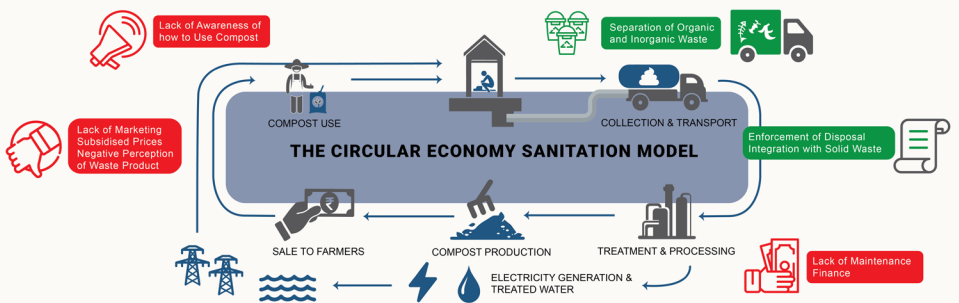 Lack of Awareness of
how to Use Compost
Separation of Organic
and Inorganic Waste
COMPOST USE
COLLECTION & TRANSPORT
Lack of Marketing
Subsidised Prices
Negative Perception
of Waste Product
Enforcement of Disposal
Integration with Solid Waste
THE CIRCULAR ECONOMY SANITATION MODEL
₹
SALE TO FARMERS
COMPOST PRODUCTION
TREATMENT & PROCESSING
Lack of Maintenance
Finance
ELECTRICITY GENERATION &
TREATED WATER